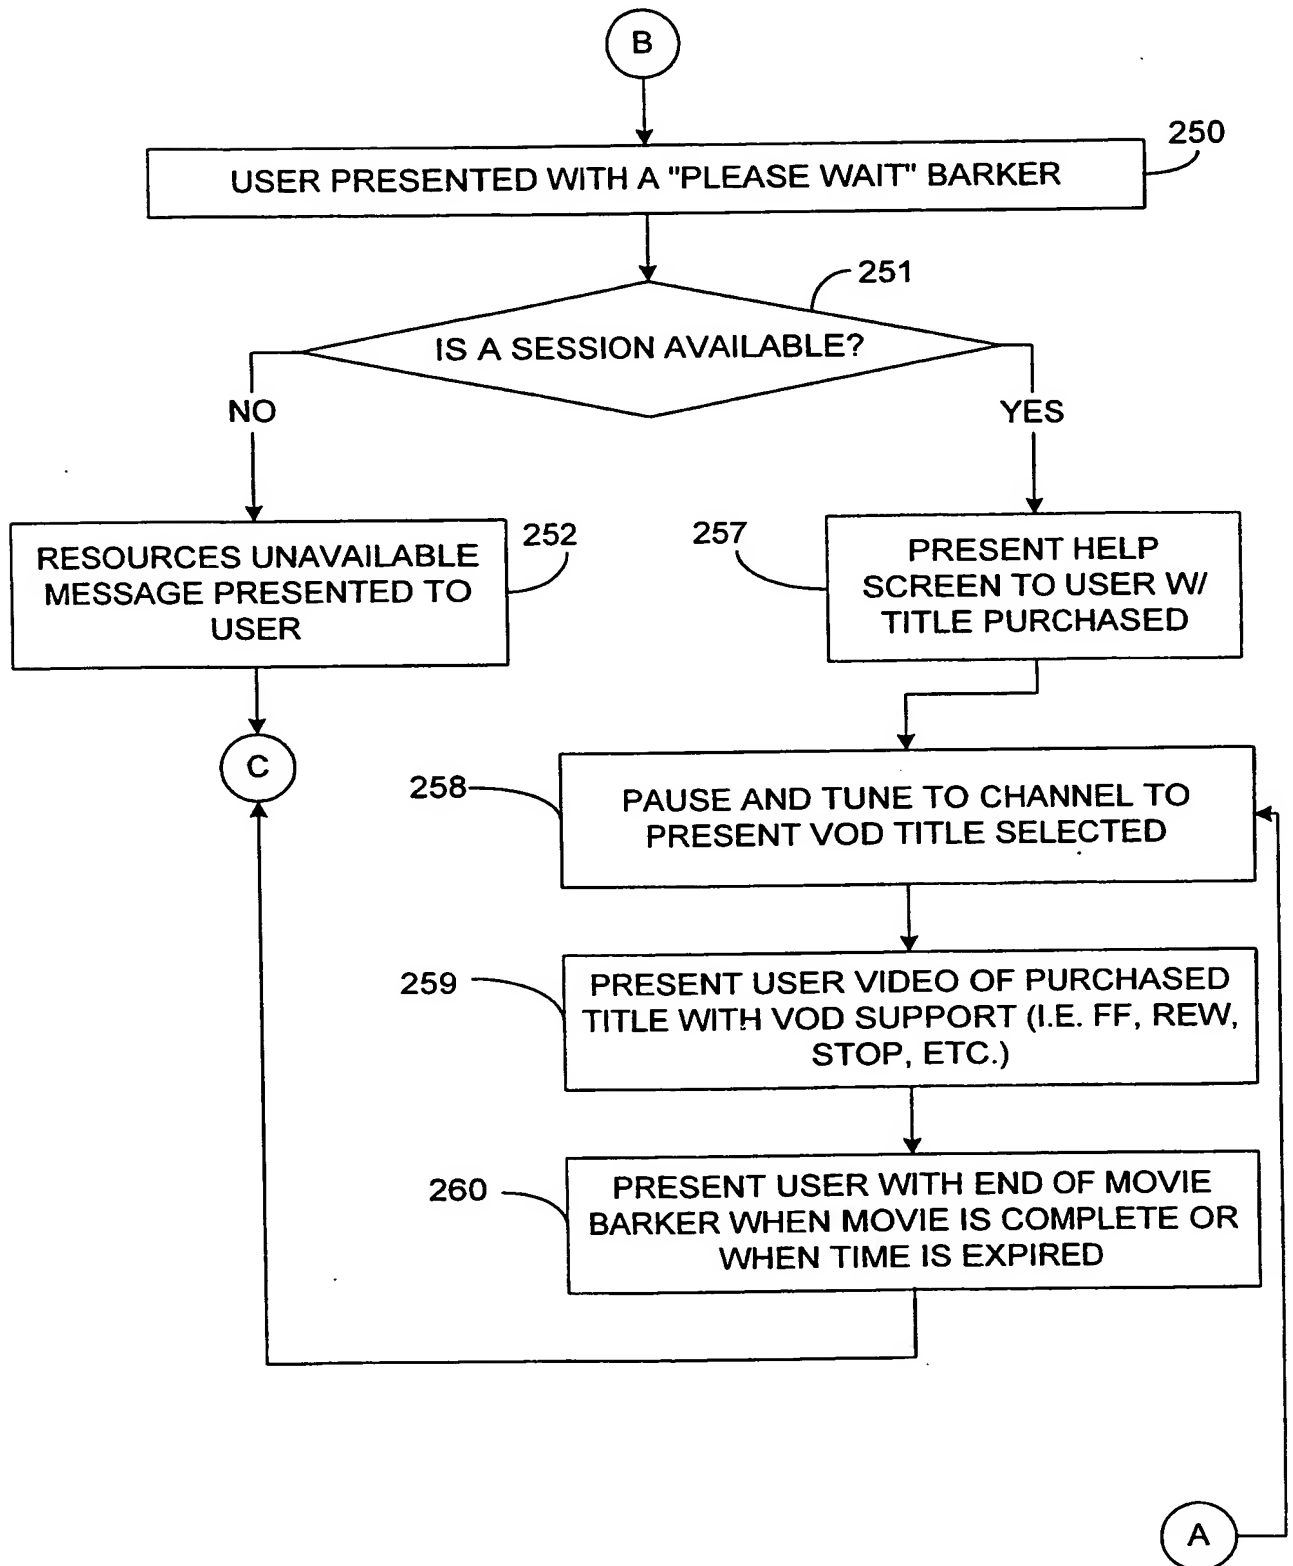 B
250
USER PRESENTED WITH A "PLEASE WAIT" BARKER
251
IS A SESSION AVAILABLE?
NO
YES
252
RESOURCES UNAVAILABLE
MESSAGE PRESENTED TO
USER
257
PRESENT HELP
SCREEN TO USER W/
TITLE PURCHASED
C
258
PAUSE AND TUNE TO CHANNEL TO
PRESENT VOD TITLE SELECTED
259
PRESENT USER VIDEO OF PURCHASED
TITLE WITH VOD SUPPORT (I.E. FF, REW,
STOP, ETC.)
260
PRESENT USER WITH END OF MOVIE
BARKER WHEN MOVIE IS COMPLETE OR
WHEN TIME IS EXPIRED
A